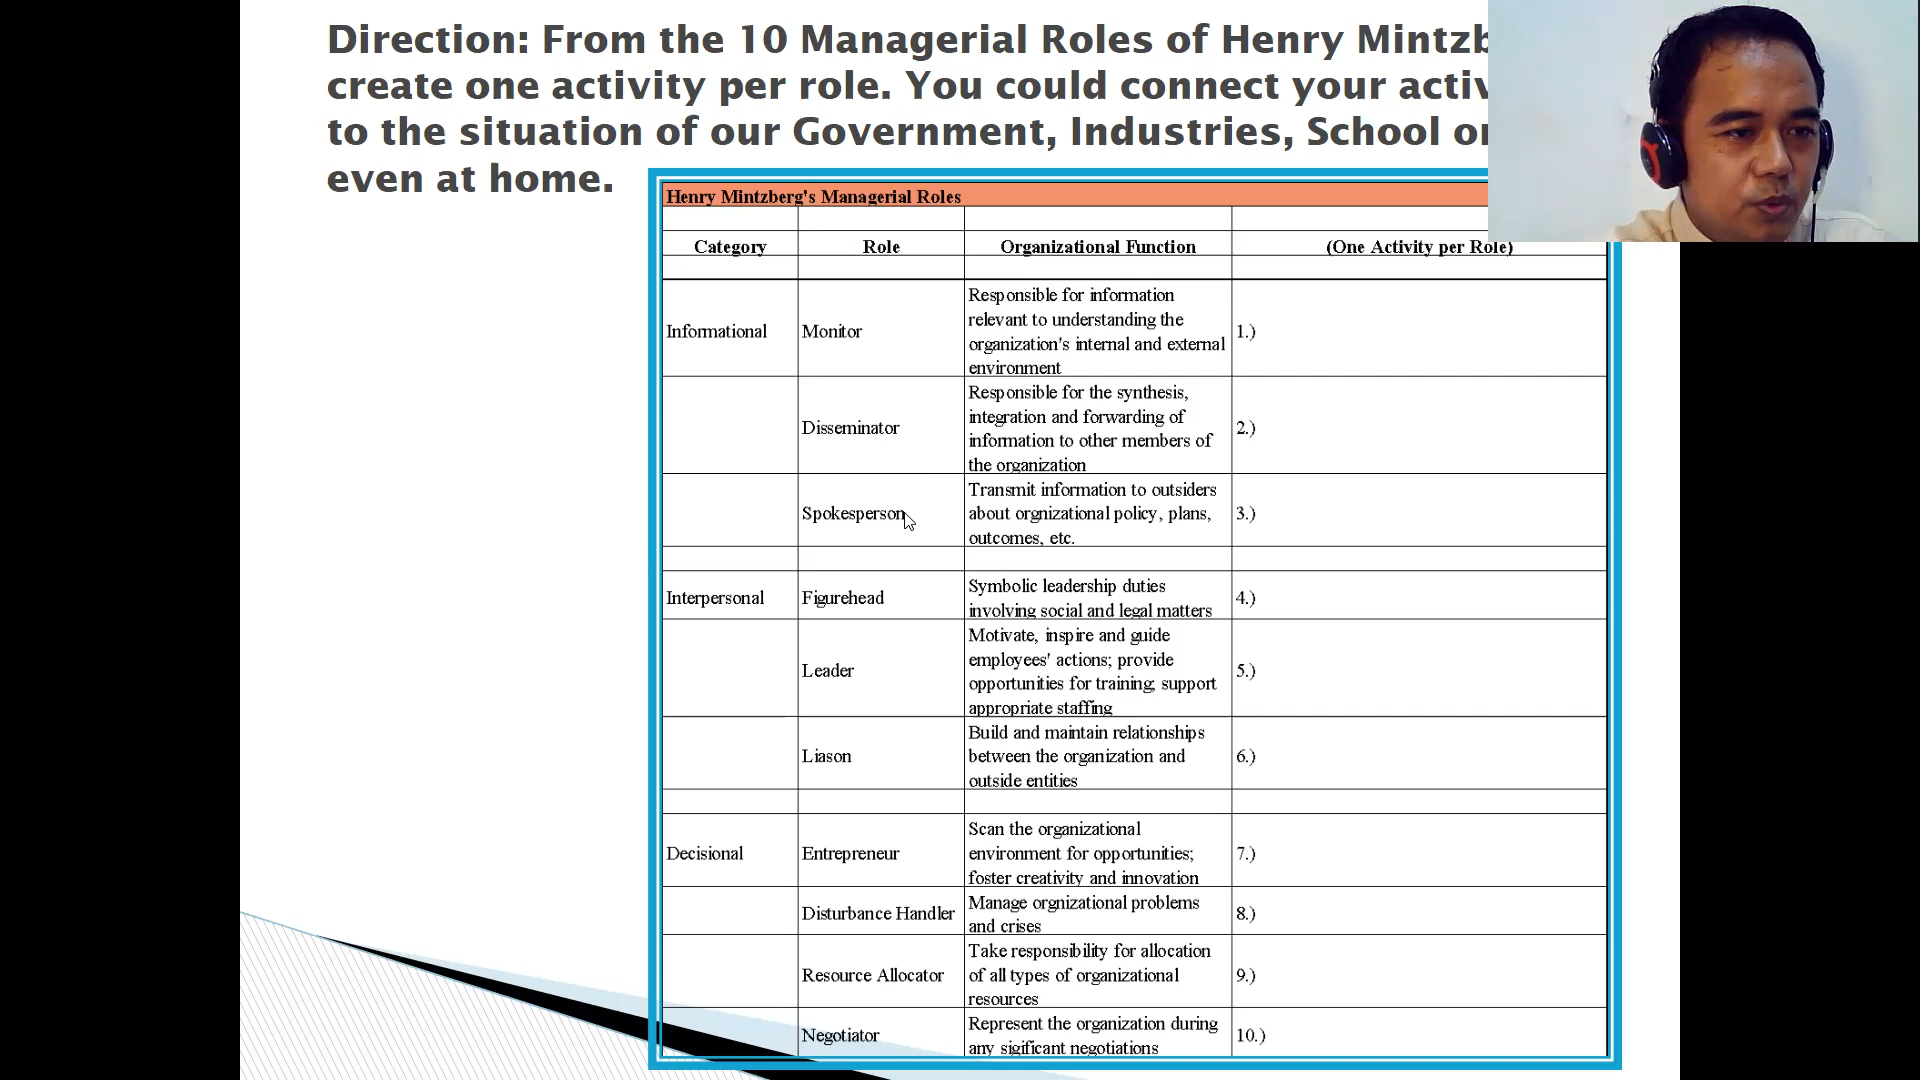 Direction: From the 10 Managerial Roles of Henry
create one activity per role. You could connect your
to the situation of our Government, Industries, School
even at home.
Henry Mintzberg's Managerial Roles
Category Role Organizational Function (One Activity per Role)
Responsible for information
relevant to understanding the
Informational Monitor 1.)
organization's internal and external
environment
Responsible for the synthesis,
integration and forwarding of
Disseminator 2.)
information to other members of
the organization
Transmit information to outsiders
Spokesperson about orgnizational policy, plans, 3.)
outcomes, etc.
Symbolic leadership duties
Interpersonal Figurehead 4.)
involving social and legal matters
Motivate, inspire and guide
employees' actions; provide
Leader 5.)
opportunities for training; support
appropriate staffing
Build and maintain relationships
Liason between the organization and 6.)
outside entities
Scan the organizational
Decisional Entrepreneur environment for opportunities; 7.)
foster creativity and innovation
Manage orgnizational problems
Disturbance Handler 8.)
and crises
Take responsibility for allocation
Resource Allocator of all types of organizational 9.)
resources
Represent the organization during
Negotiator 10.)
any sigificant negotiations